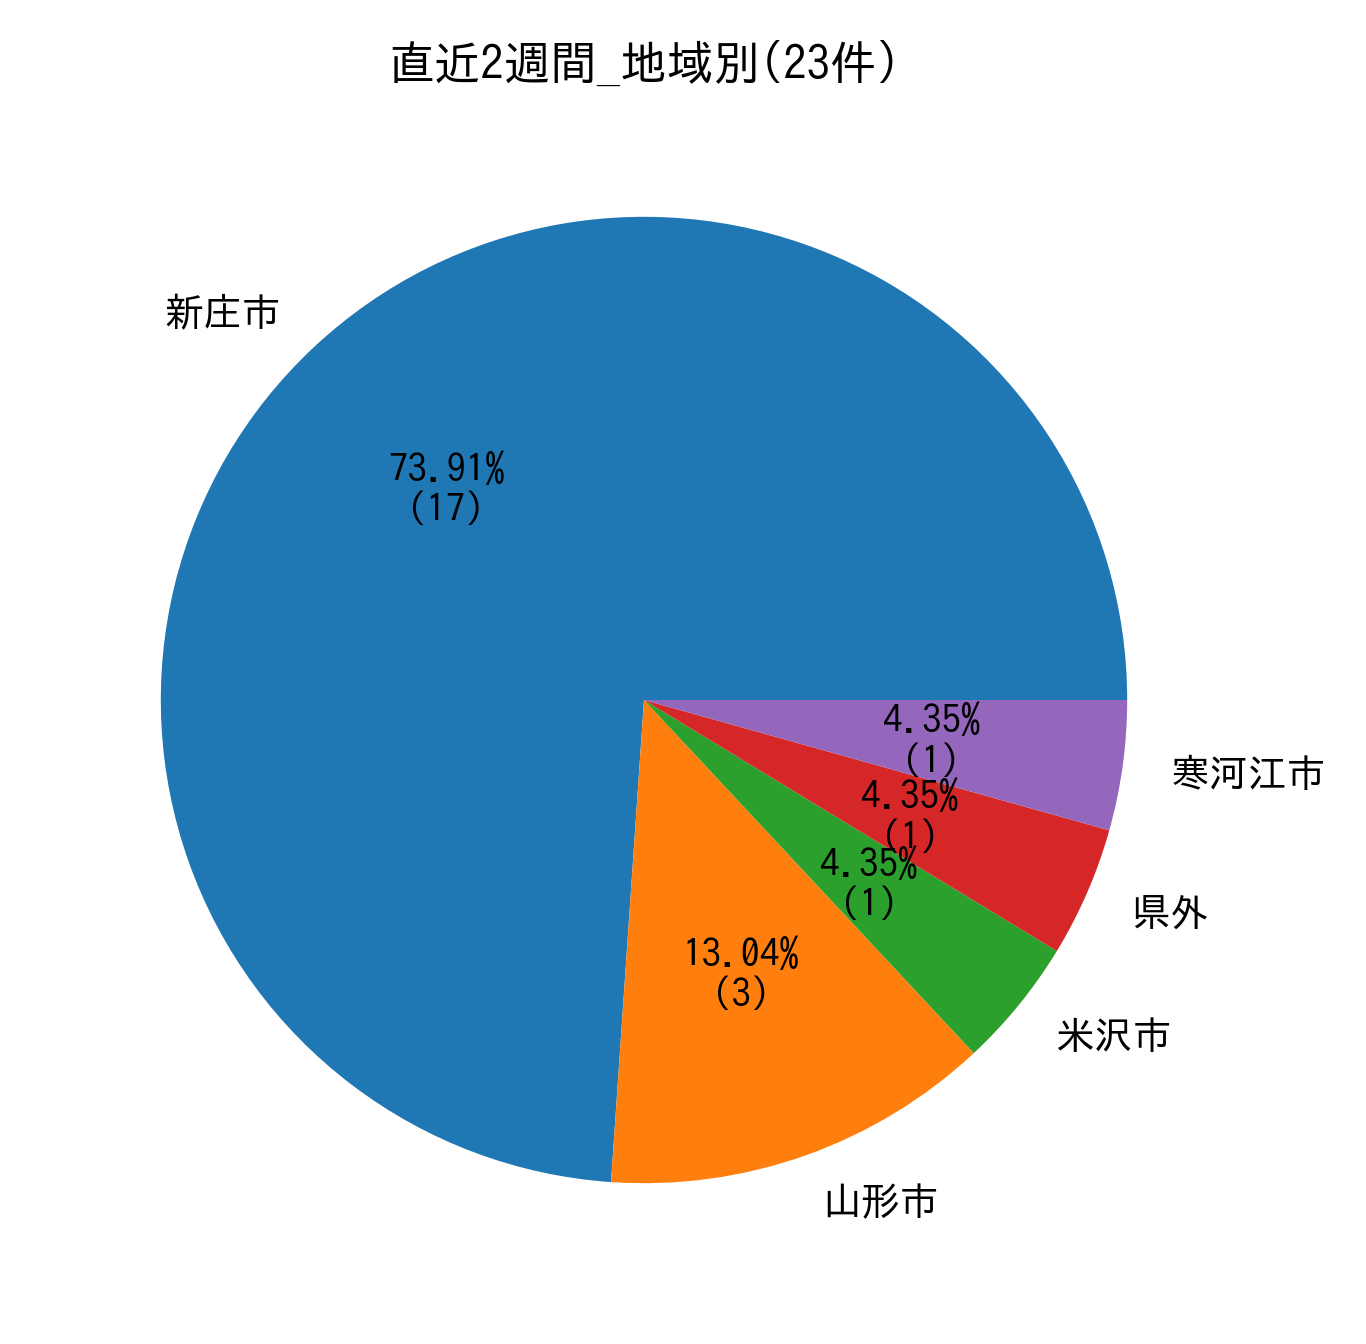 直近2週間_地域別(23件)
新庄市
73.91%
(17)
4.35%
(1)
寒河江市
4.35%
(1)
県外
4.35%
(1)
米沢市
13.04%
(3)
山形市